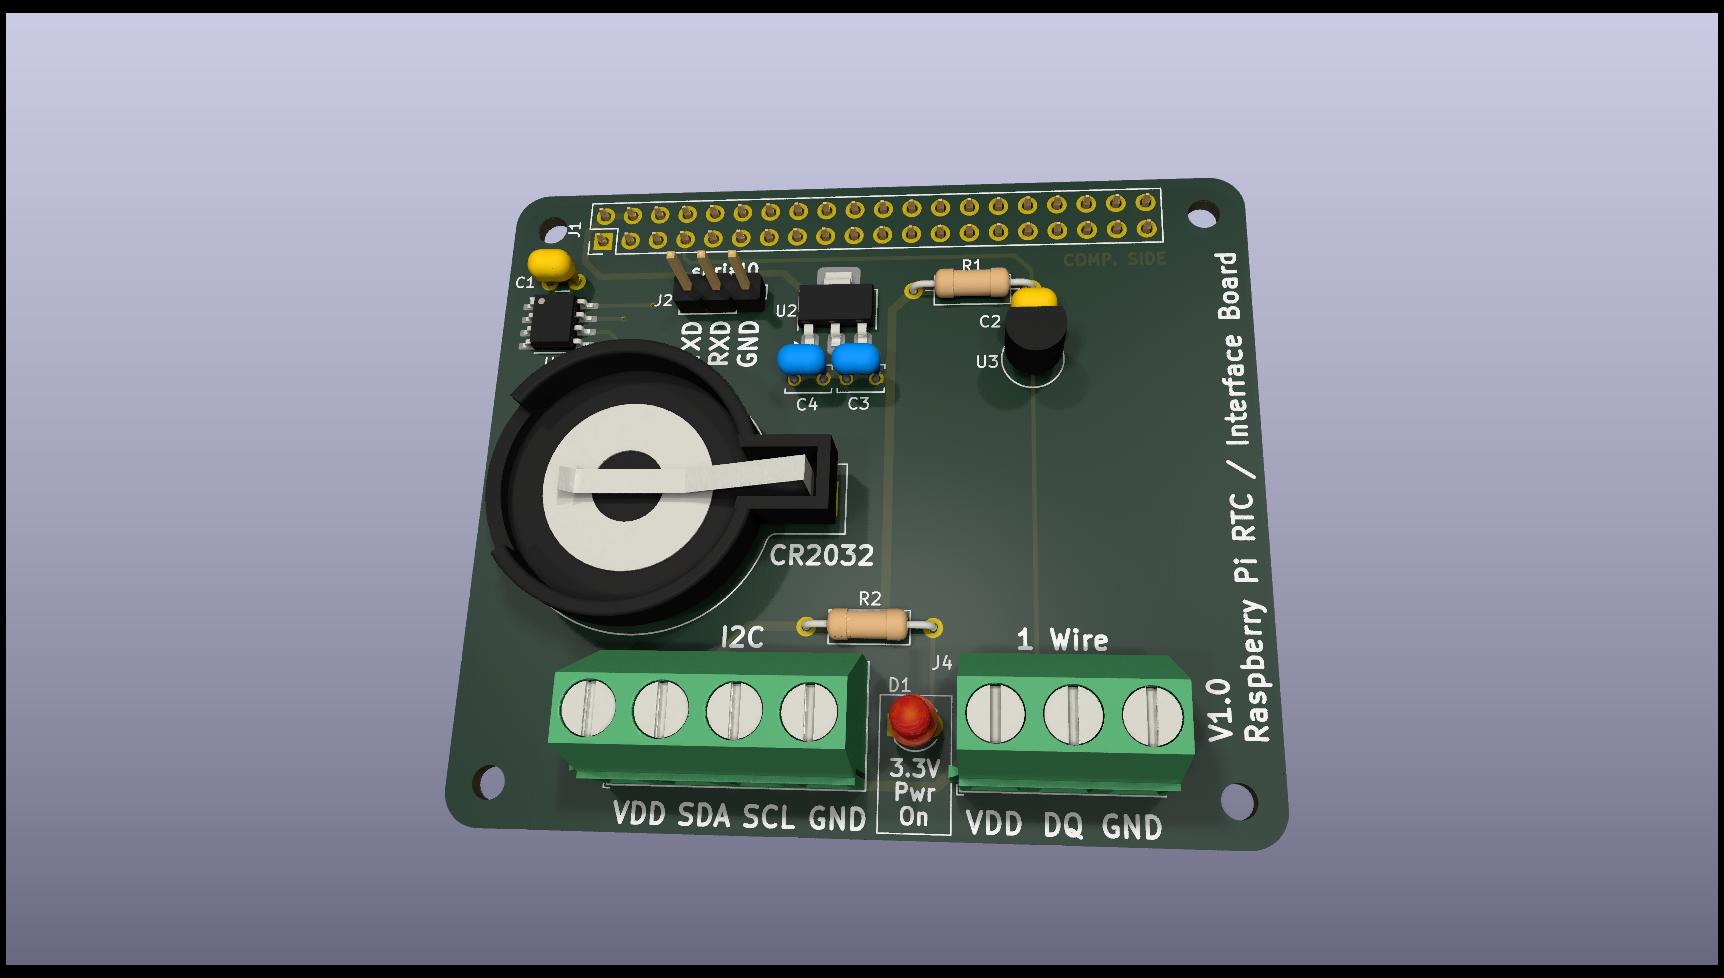 J1
COMP. SIDE
C1
J2
RXD
GND
U2
R1
C2
U3
C4
C3
CR2032
R2
I2C
1 Wire
J4
D1
3.3V
Pwr
On
VDD SDA SCL GND
VDD DQ GND
V1.0
Raspberry Pi RTC / Interface Board